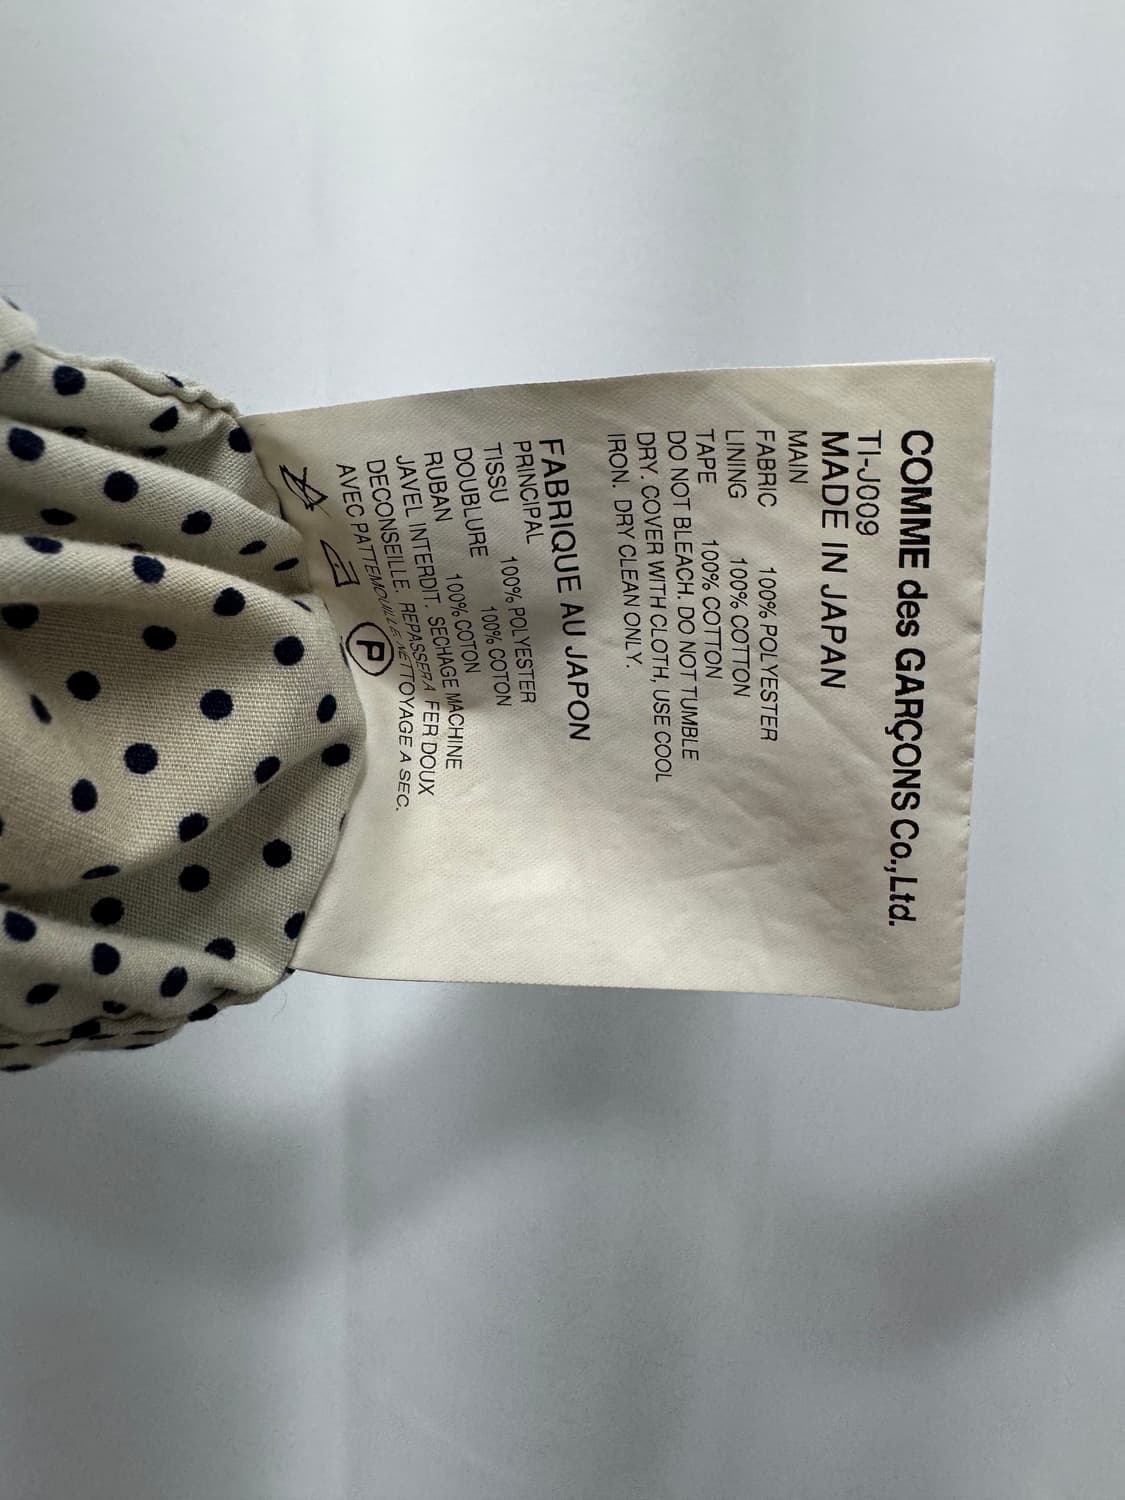 COMME des GARÇONS Co.,Ltd.
TI-J009
MADE IN JAPAN
MAIN
FABRIC 100% POLYESTER
LINING 100% COTTON
TAPE 100% COTTON
DO NOT BLEACH. DO NOT TUMBLE
DRY. COVER WITH CLOTH, USE COOL
IRON. DRY CLEAN ONLY.
FABRIQUE AU JAPON
PRINCIPAL
TISSU 100% POLYESTER
DOUBLURE 100% COTON
RUBAN 100% COTON
JAVEL INTERDIT. SECHAGE MACHINE
DECONSEILLE. REPASSER A FER DOUX
AVEC PATTEMOUILLE. NETTOYAGE A SEC.
P